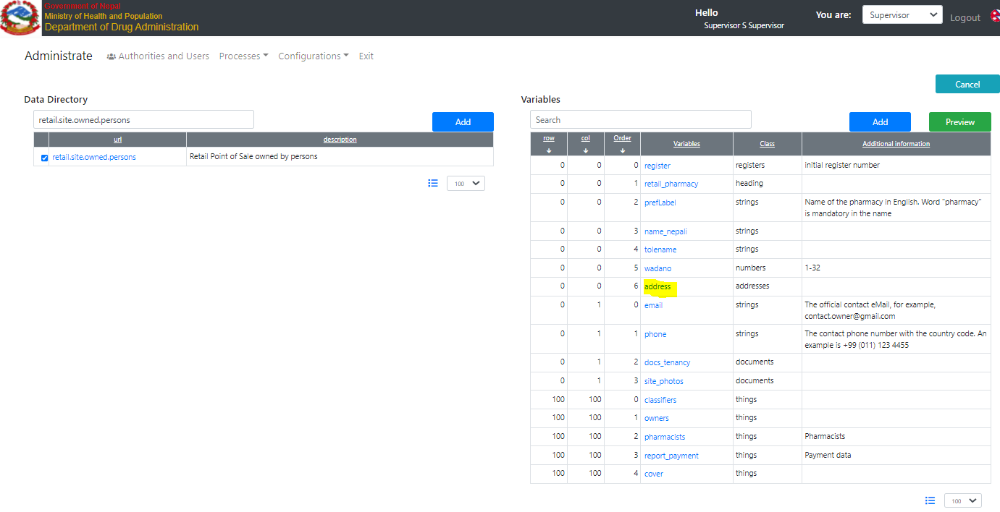 Government of Nepal
Ministry of Health and Population
Department of Drug Administration
Hello
Supervisor S Supervisor
You are:
Supervisor
Logout
Administrate
Authorities and Users
Processes
Configurations
Exit
Cancel
Data Directory
retail.site.owned.persons
Add
url description
retail.site.owned.persons Retail Point of Sale owned by persons
100
Variables
Search
Add
Preview
row col Order Variables Class Additional information
0 0 0 register registers initial register number
0 0 1 retail_pharmacy heading
0 0 2 prefLabel strings Name of the pharmacy in English. Word "pharmacy"
is mandatory in the name
0 0 3 name_nepali strings
0 0 4 tolename strings
0 0 5 wadano numbers 1-32
0 0 6 address addresses
0 1 0 email strings The official contact eMail, for example,
contact.owner@gmail.com
0 1 1 phone strings The contact phone number with the country code. An
example is +99 (011) 123 4455
0 1 2 docs_tenancy documents
0 1 3 site_photos documents
100 100 0 classifiers things
100 100 1 owners things
100 100 2 pharmacists things Pharmacists
100 100 3 report_payment things Payment data
100 100 4 cover things
100